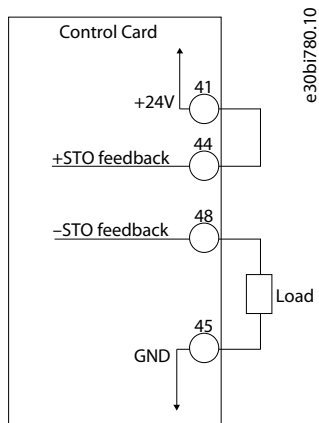 Control Card
e30bi780.10
41
+24V
44
+STO feedback
48
–STO feedback
Load
45
GND